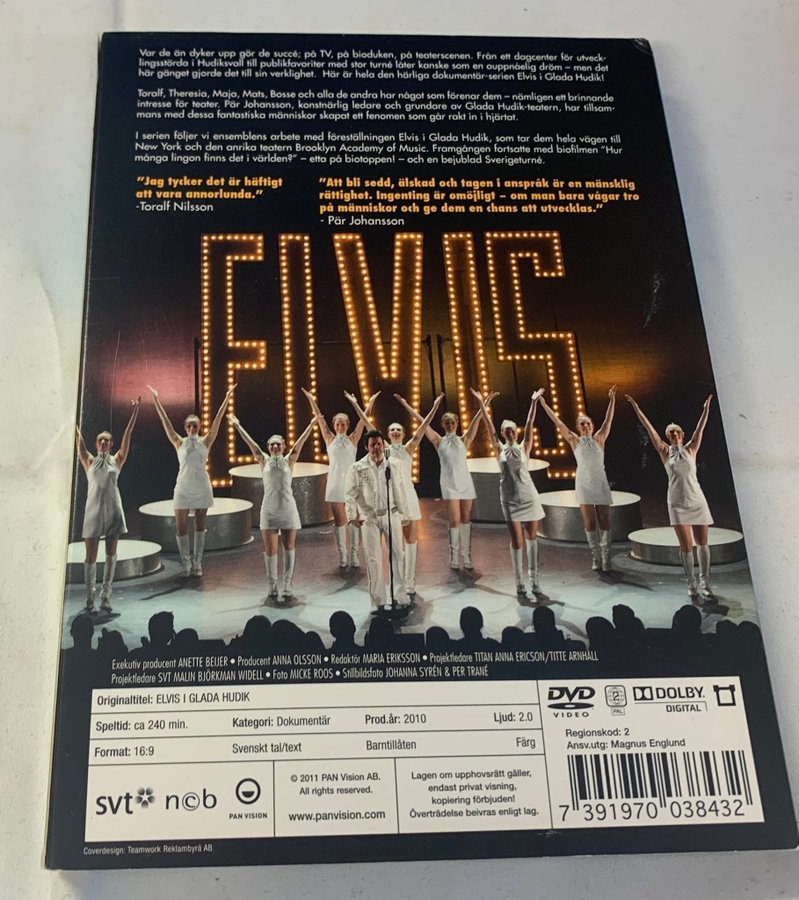 Var de än dyker upp gör de succé; på TV, på bioduken, på teaterscenen. Från ett dagcenter för utveck-
lingsstörda i Hudiksvall till publikfavoriter med stor turné låter kanske som en ouppnåelig dröm – men det
här gänget gjorde det till sin verklighet. Här är hela den härliga dokumentär-serien Elvis i Glada Hudik!
Toralf, Theresia, Maja, Mats, Bosse och alla de andra har något som förenar dem – nämligen ett brinnande
intresse för teater. Pär Johansson, konstnärlig ledare och grundare av Glada Hudik-teatern, har tillsam-
mans med dessa fantastiska människor skapat ett fenomen som går rakt in i hjärtat.
I serien följer vi ensemblens arbete med föreställningen Elvis i Glada Hudik, som tar dem hela vägen till
New York och den anrika teatern Brooklyn Academy of Music. Framgången fortsatte med biofilmen "Hur
många lingon finns det i världen?" – etta på biotoppen! – och en bejublad Sverigeturné.
"Jag tycker det är häftigt
att vara annorlunda."
-Toralf Nilsson
"Att bli sedd, älskad och tagen i anspråk är en mänsklig
rättighet. Ingenting är omöjligt – om man bara vågar tro
på människor och ge dem en chans att utvecklas."
- Pär Johansson
ELVIS
Exekutiv producent ANETTE BEIJER • Producent ANNA OLSSON • Redaktör MARIA ERIKSSON • Projektledare TITAN ANNA ERICSON/TITTE ARNHALL
Projektledare SVT MALIN BJÖRKMAN WIDELL • Foto MICKE ROOS • Stillbildsfoto JOHANNA SYRÉN & PER TRANÉ
Originaltitel: ELVIS I GLADA HUDIK
Speltid: ca 240 min. Kategori: Dokumentär Prod.år: 2010 Ljud: 2.0
Format: 16:9 Svenskt tal/text Barntillåten Färg
DVD VIDEO
2 PAL
DOLBY DIGITAL
Regionskod: 2
Ansv.utg: Magnus Englund
svt ncb PAN VISION
© 2011 PAN Vision AB.
All rights reserved.
www.panvision.com
Lagen om upphovsrätt gäller,
endast privat visning,
kopiering förbjuden!
Överträdelse beivras enligt lag.
7 391970 038432
Coverdesign: Teamwork Reklambyrå AB